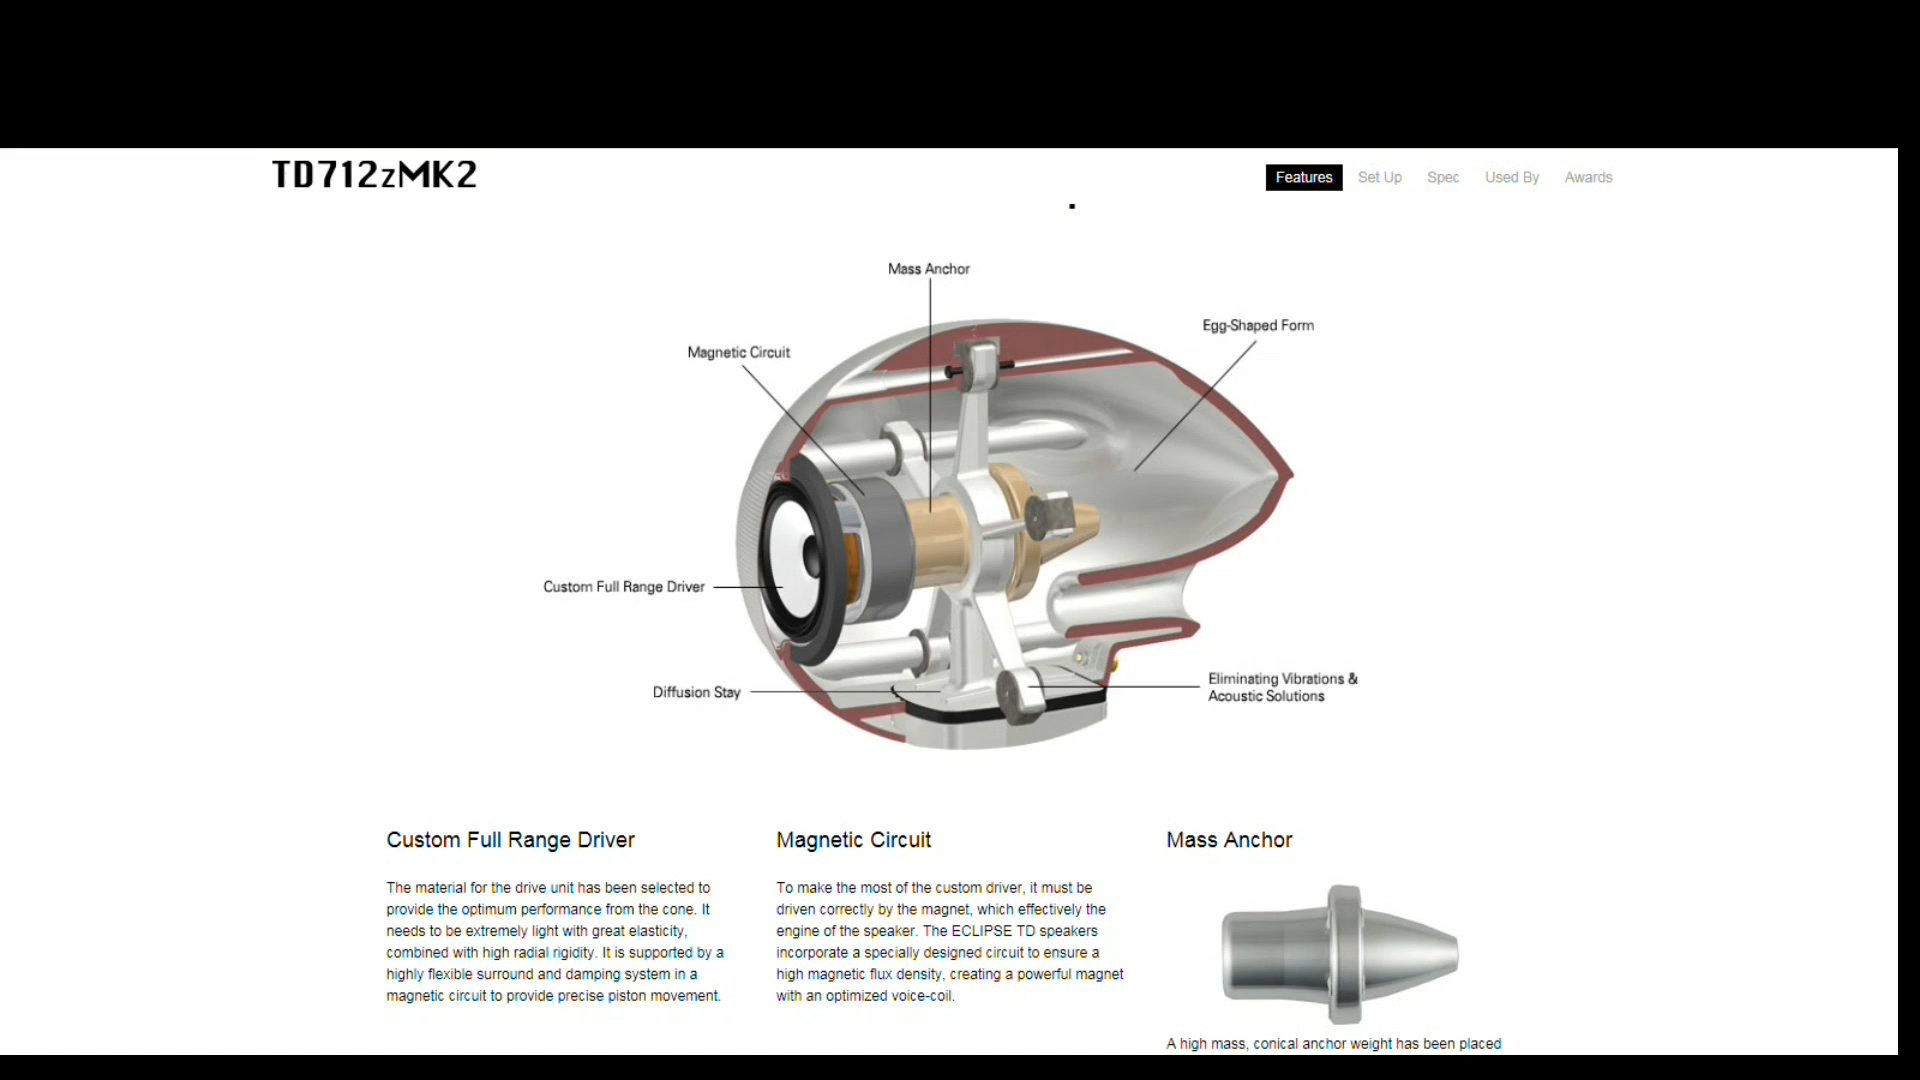 TD712zMK2
Features
Set Up
Spec
Used By
Awards
Mass Anchor
Egg-Shaped Form
Magnetic Circuit
Custom Full Range Driver
Diffusion Stay
Eliminating Vibrations &
Acoustic Solutions
Custom Full Range Driver
The material for the drive unit has been selected to
provide the optimum performance from the cone. It
needs to be extremely light with great elasticity,
combined with high radial rigidity. It is supported by a
highly flexible surround and damping system in a
magnetic circuit to provide precise piston movement.
Magnetic Circuit
To make the most of the custom driver, it must be
driven correctly by the magnet, which effectively the
engine of the speaker. The ECLIPSE TD speakers
incorporate a specially designed circuit to ensure a
high magnetic flux density, creating a powerful magnet
with an optimized voice-coil.
Mass Anchor
A high mass, conical anchor weight has been placed